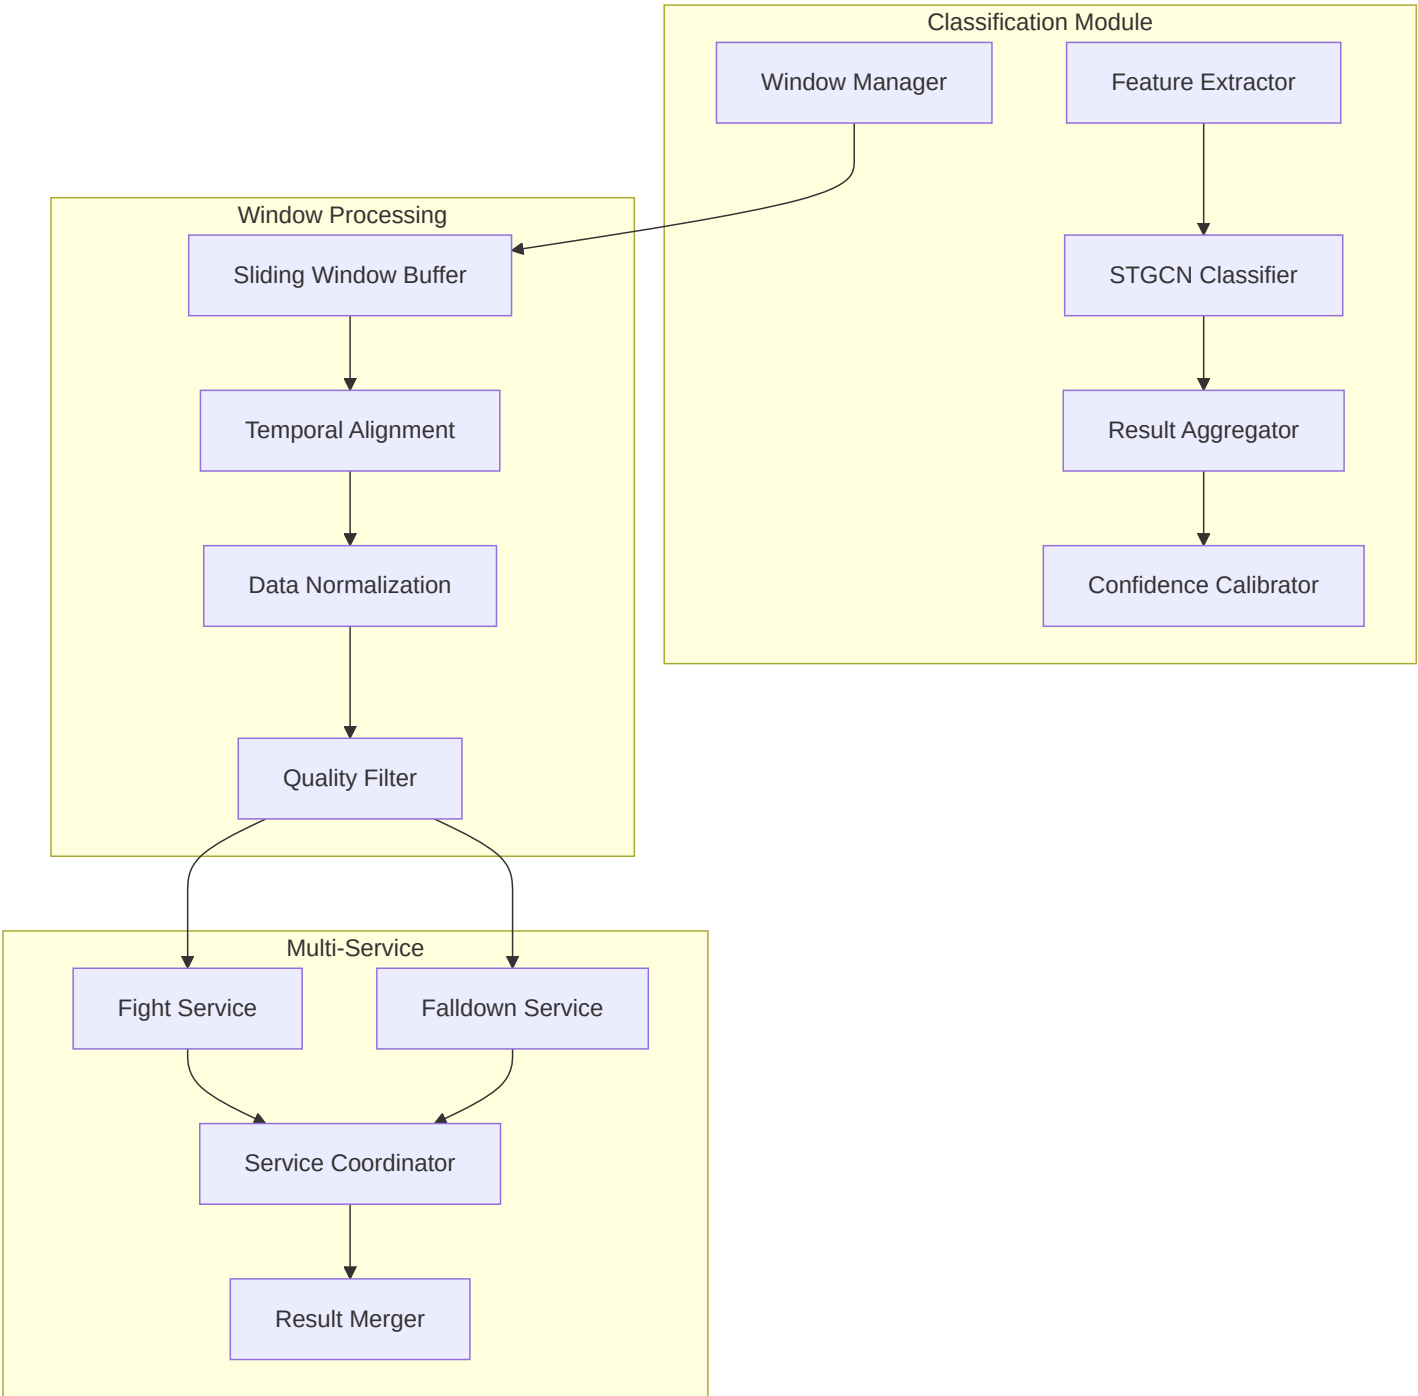 Classification Module
Window Manager
Feature Extractor
Window Processing
Sliding Window Buffer
STGCN Classifier
Temporal Alignment
Result Aggregator
Data Normalization
Confidence Calibrator
Quality Filter
Multi-Service
Fight Service
Falldown Service
Service Coordinator
Result Merger